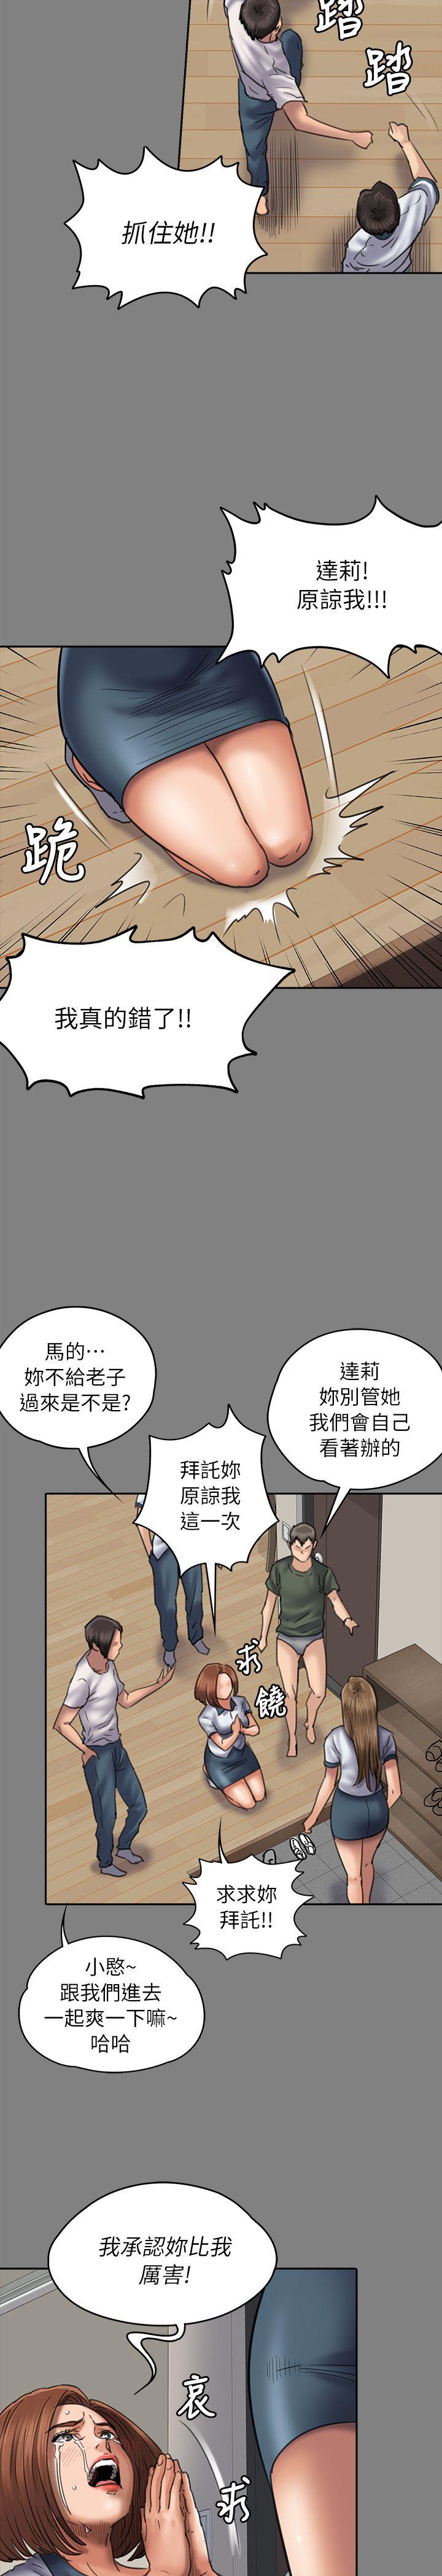 踏
踏
抓住她!!
達莉!
原諒我!!!
跪
我真的錯了!!
馬的…
妳不給老子
過來是不是?
達莉
妳別管她
我們會自己
看著辦的
拜託妳
原諒我
這一次
求
饒
求求妳
拜託!!
小愍~
跟我們進去
一起爽一下嘛~
哈哈
我承認妳比我
厲害!
哀
求